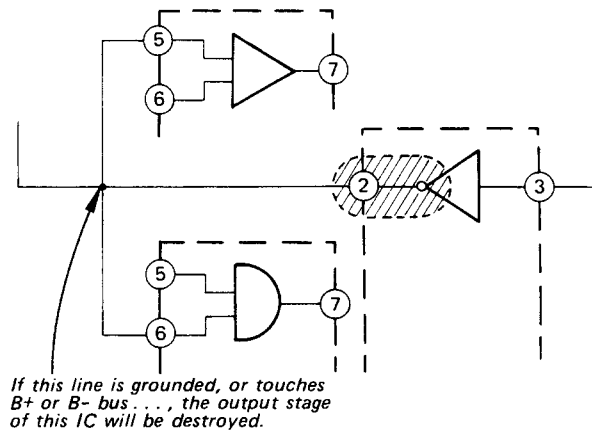 5
6
7
2
3
5
6
7
If this line is grounded, or touches
B+ or B- bus . . . , the output stage
of this IC will be destroyed.